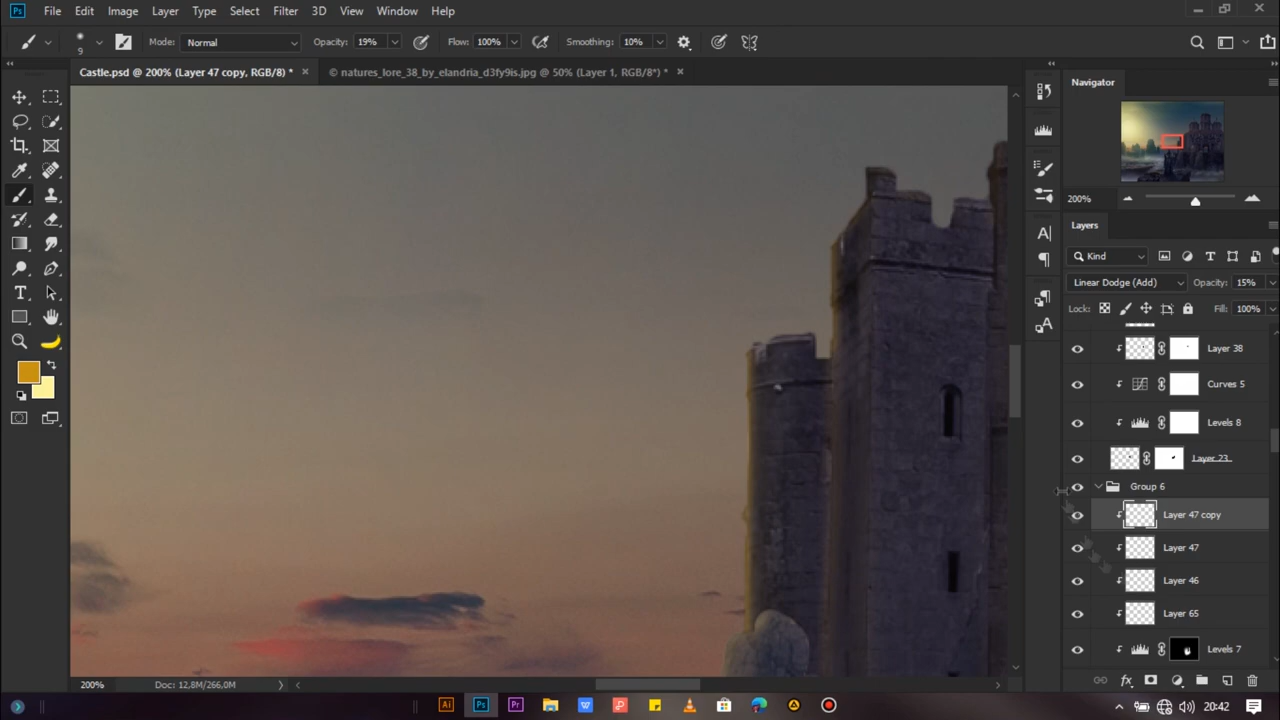 Ps File Edit Image Layer Type Select Filter 3D View Window Help
9 Mode: Normal Opacity: 19% Flow: 100% Smoothing: 10%
Castle.psd @ 200% (Layer 47 copy, RGB/8) * × © natures_lore_38_by_elandria_d3fy9is.jpg @ 50% (Layer 1, RGB/8*) * ×
Navigator
200%
Layers
Kind
Linear Dodge (Add) Opacity: 15%
Lock: Fill: 100%
Layer 38
Curves 5
Levels 8
Layer 23
Group 6
Layer 47 copy
Layer 47
Layer 46
Layer 65
Levels 7
200% Doc: 12,8M/266,0M
Ai Ps Pr 20:42